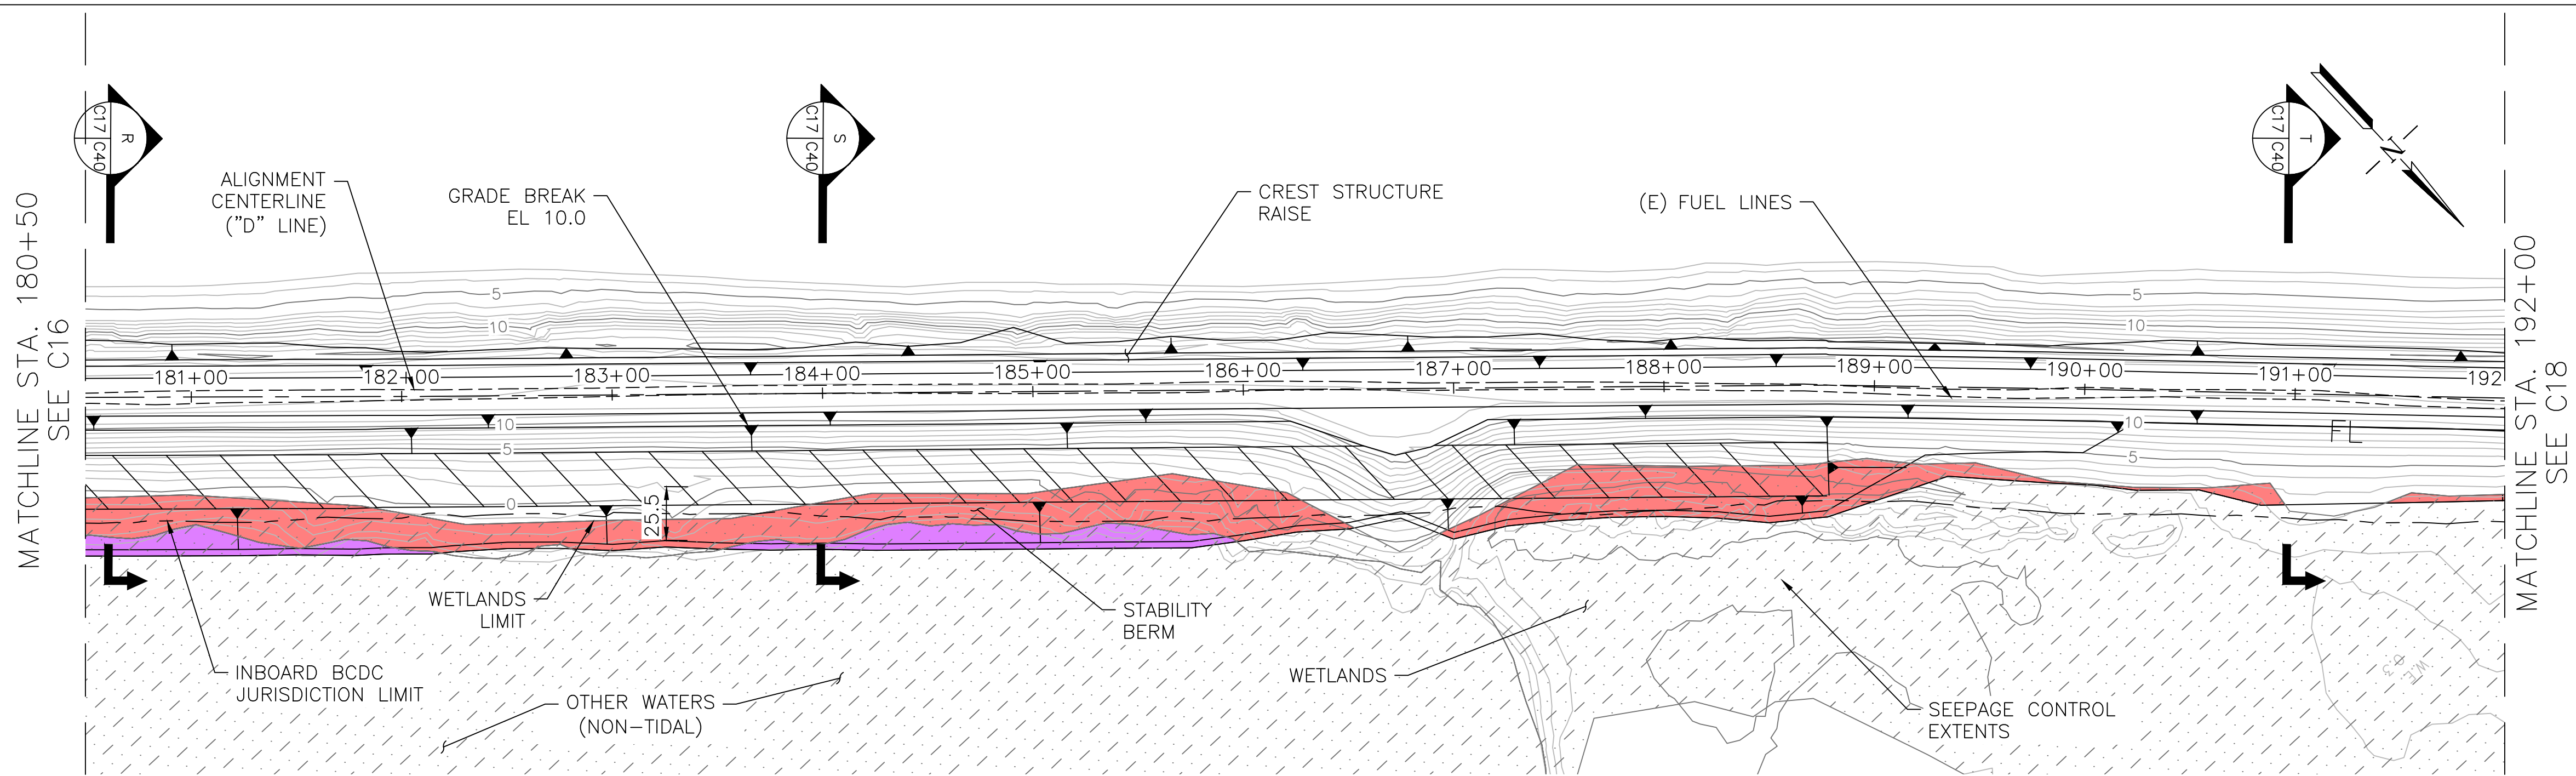 MATCHLINE STA. 180+50
SEE C16
R
C17 C40
S
C17 C40
T
C17 C40
N
ALIGNMENT
CENTERLINE
("D" LINE)
GRADE BREAK
EL 10.0
CREST STRUCTURE
RAISE
(E) FUEL LINES
5
5
10
10
181+00
182+00
183+00
184+00
185+00
186+00
187+00
188+00
189+00
190+00
191+00
192
10
10
FL
5
5
0
25.5
WETLANDS
LIMIT
STABILITY
BERM
INBOARD BCDC
JURISDICTION LIMIT
OTHER WATERS
(NON-TIDAL)
WETLANDS
SEEPAGE CONTROL
EXTENTS
W.E.
0.3
MATCHLINE STA. 192+00
SEE C18